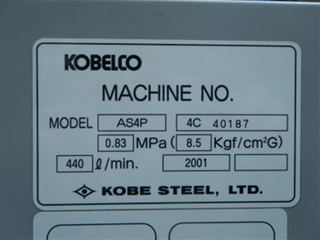 KOBELCO
MACHINE NO.
MODEL AS4P 4C 40187
0.83 MPa ( 8.5 Kgf/cm²G)
440 ℓ/min. 2001
KOBE STEEL, LTD.